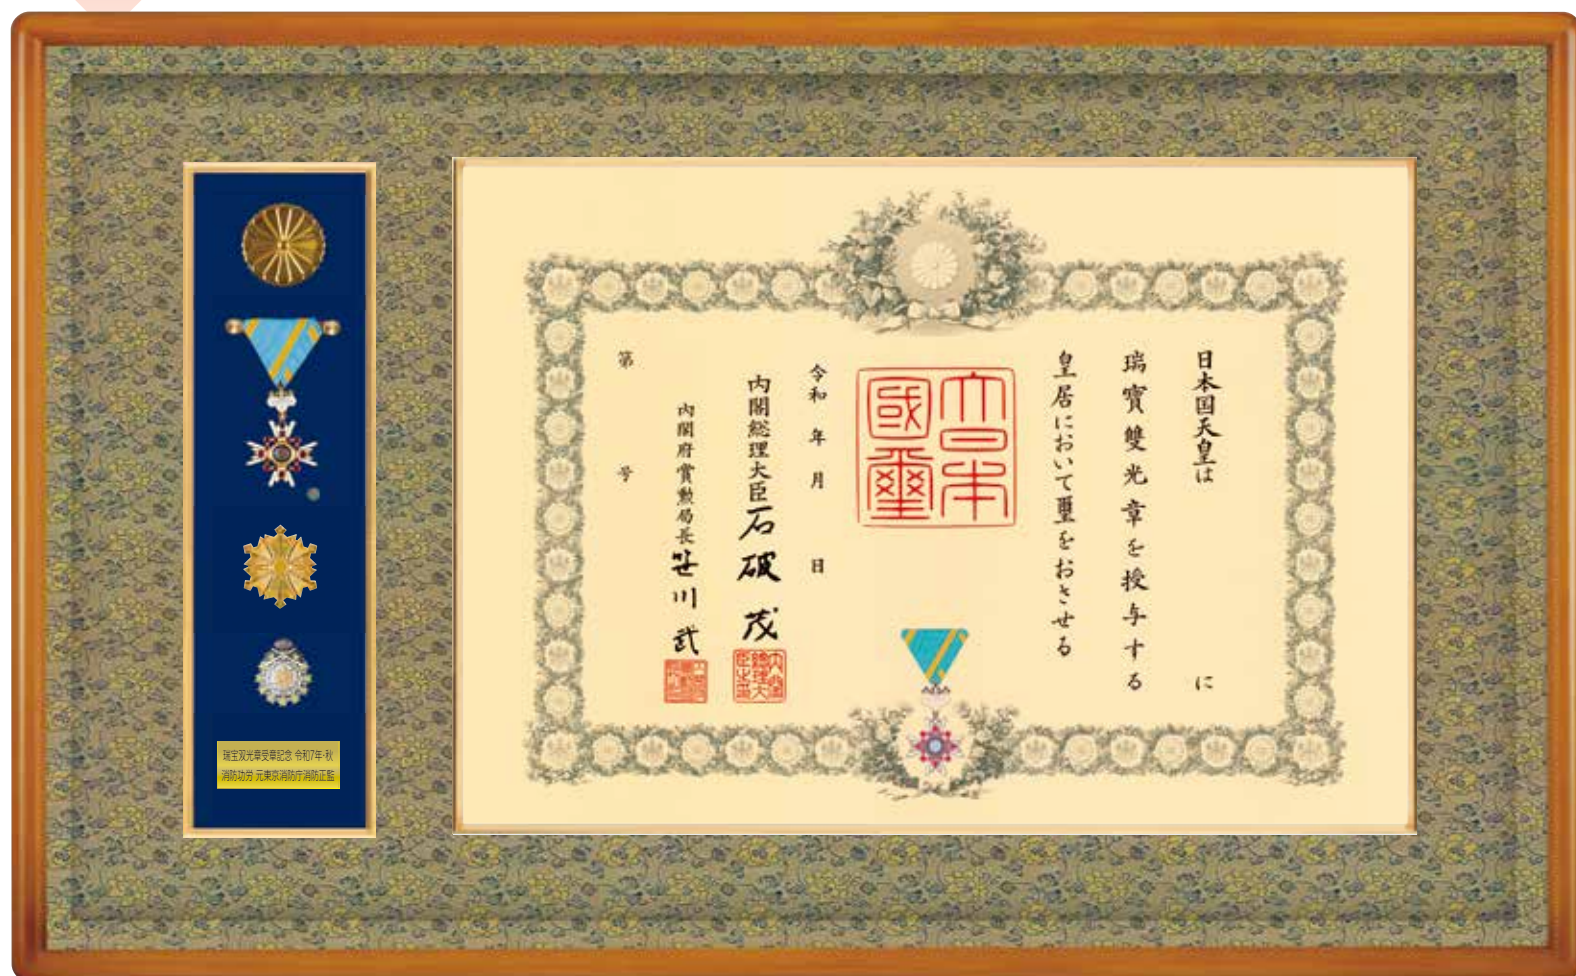 日本国天皇は　に
瑞寶雙光章を授与する
皇居において璽をおさせる
大日本
國璽
令和 年 月 日
内閣総理大臣 石破茂
内閣府賞勲局長 笹川武
第 号
瑞宝双光章受章記念 令和7年・秋
消防功労 元東京消防庁消防正監